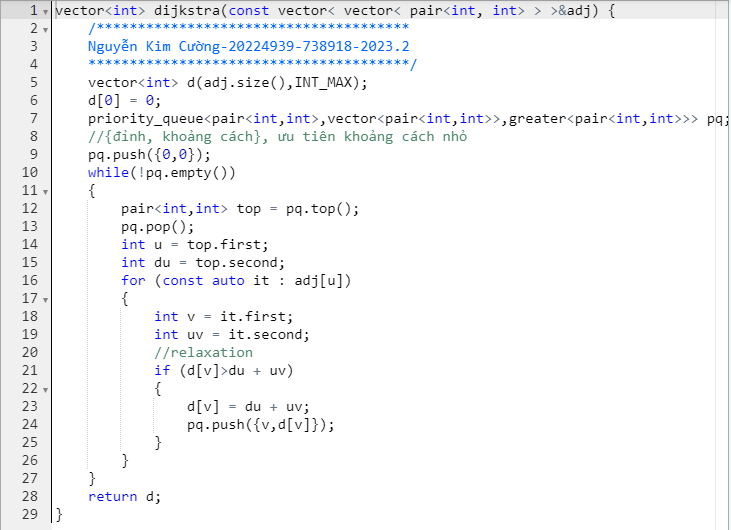 1 vector<int> dijkstra(const vector< vector< pair<int, int> > >&adj) {
2 /**************************************
3 Nguyễn Kim Cường-20224939-738918-2023.2
4 ***************************************/
5 vector<int> d(adj.size(),INT_MAX);
6 d[0] = 0;
7 priority_queue<pair<int,int>,vector<pair<int,int>>,greater<pair<int,int>>> pq;
8 //{đỉnh, khoảng cách}, ưu tiên khoảng cách nhỏ
9 pq.push({0,0});
10 while(!pq.empty())
11 {
12 pair<int,int> top = pq.top();
13 pq.pop();
14 int u = top.first;
15 int du = top.second;
16 for (const auto it : adj[u])
17 {
18 int v = it.first;
19 int uv = it.second;
20 //relaxation
21 if (d[v]>du + uv)
22 {
23 d[v] = du + uv;
24 pq.push({v,d[v]});
25 }
26 }
27 }
28 return d;
29 }